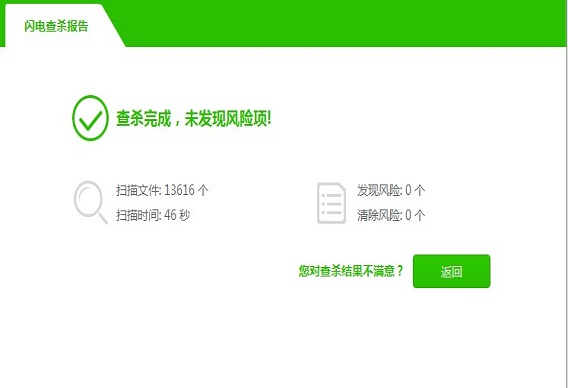 闪电查杀报告
查杀完成，未发现风险项!
扫描文件: 13616 个
发现风险: 0 个
扫描时间: 46 秒
清除风险: 0 个
您对查杀结果不满意？
返回